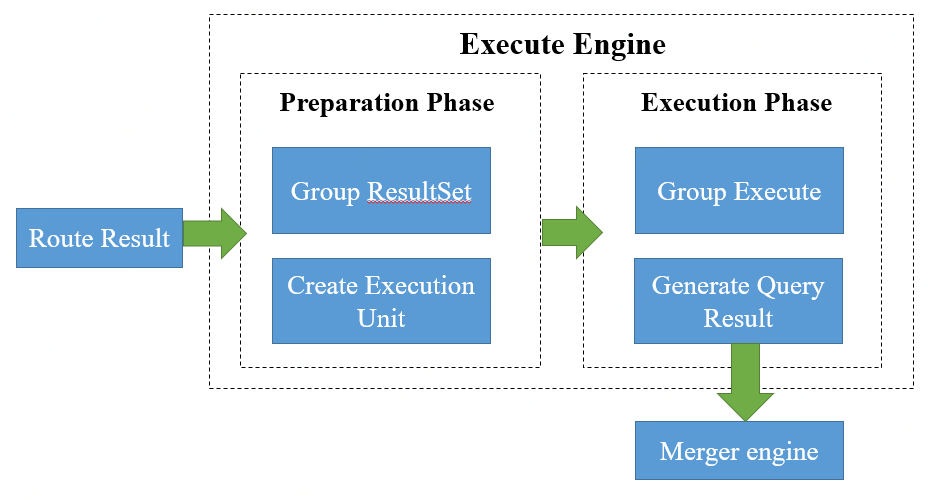 Execute Engine
Preparation Phase
Execution Phase
Group ResultSet
Group Execute
Route Result
Create Execution
Unit
Generate Query
Result
Merger engine